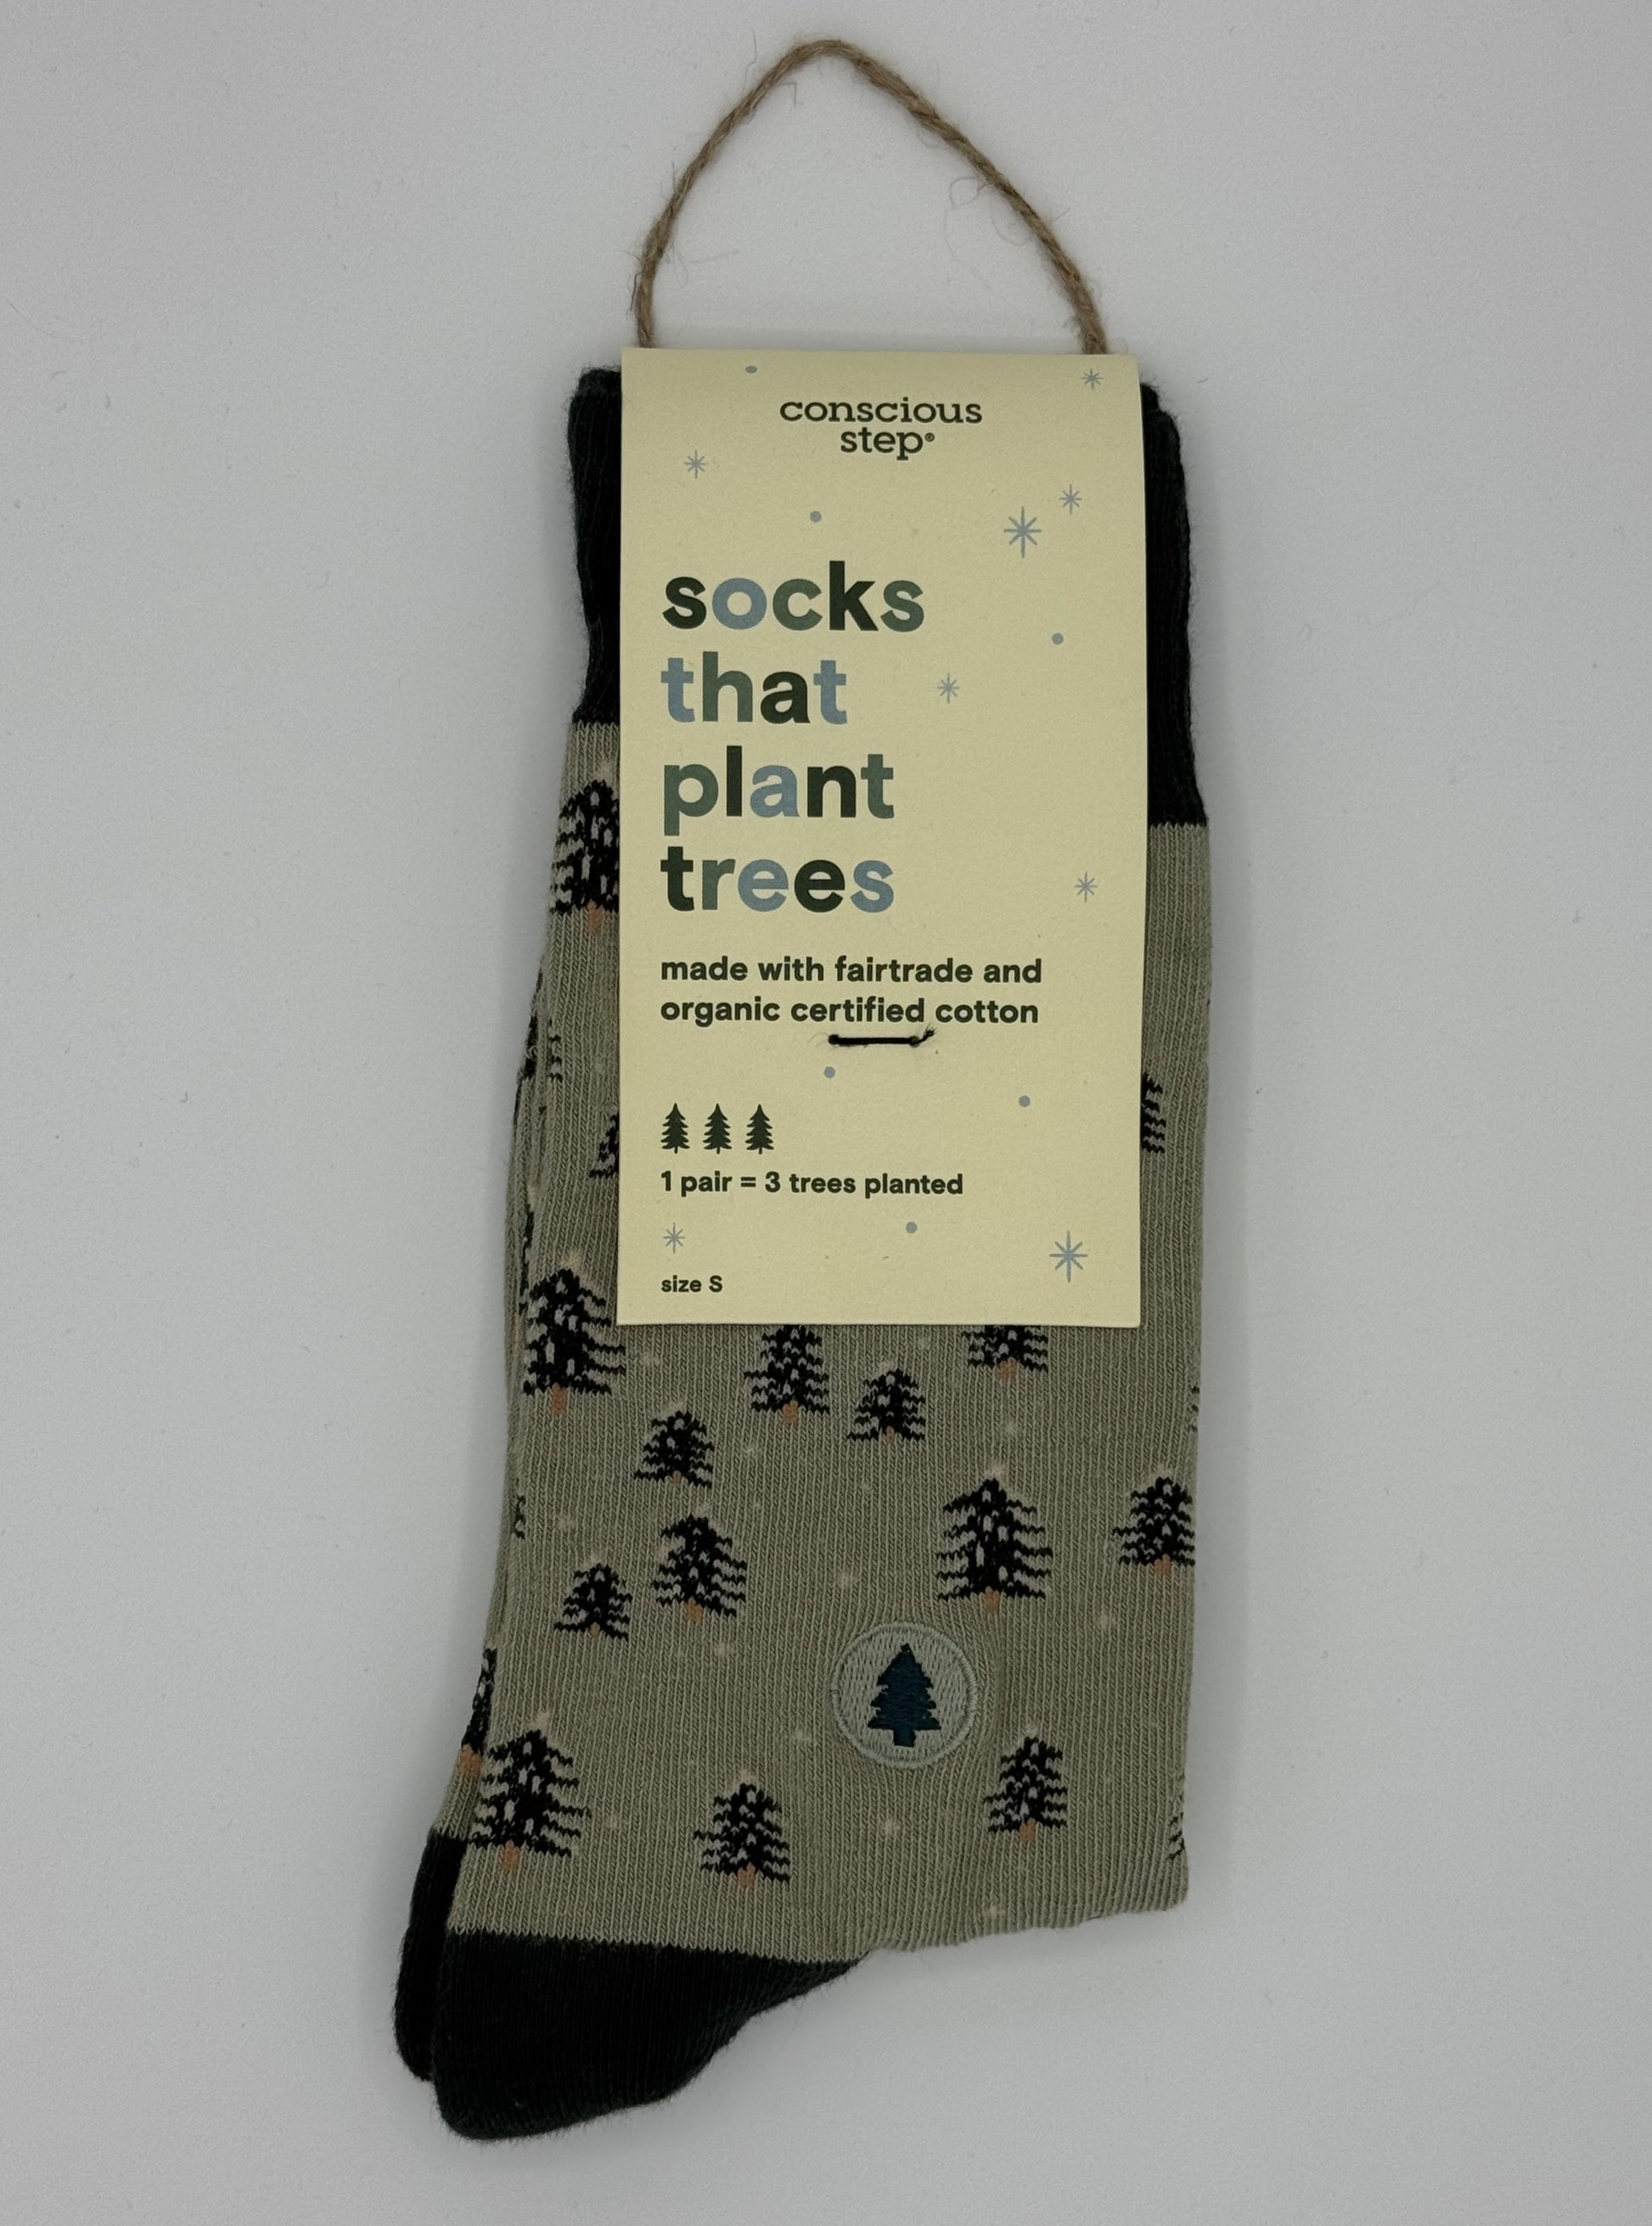 conscious
step®
socks
that
plant
trees
made with fairtrade and
organic certified cotton
1 pair = 3 trees planted
size S